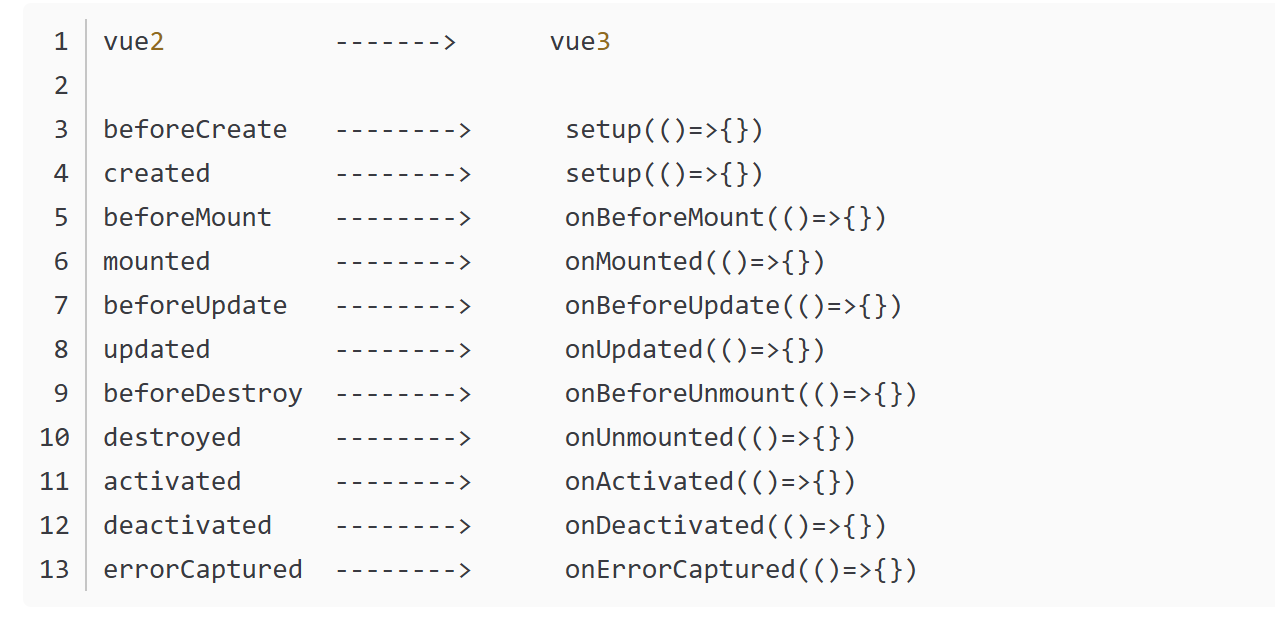 1 vue2 -------> vue3
2
3 beforeCreate --------> setup(()=>{})
4 created --------> setup(()=>{})
5 beforeMount --------> onBeforeMount(()=>{})
6 mounted --------> onMounted(()=>{})
7 beforeUpdate --------> onBeforeUpdate(()=>{})
8 updated --------> onUpdated(()=>{})
9 beforeDestroy --------> onBeforeUnmount(()=>{})
10 destroyed --------> onUnmounted(()=>{})
11 activated --------> onActivated(()=>{})
12 deactivated --------> onDeactivated(()=>{})
13 errorCaptured --------> onErrorCaptured(()=>{})